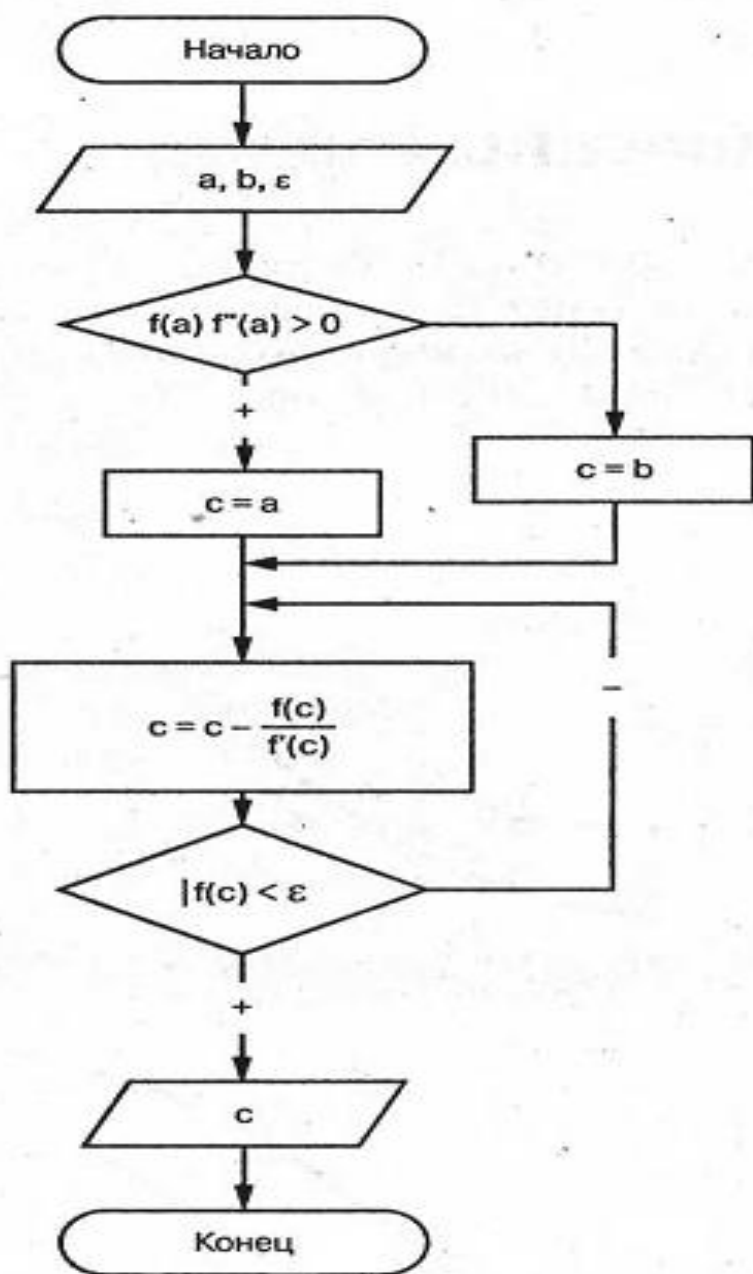 Начало
a, b, ε
f(a) f"(a) > 0
+
c = a
c = b
c = c – f(c)/f'(c)
–
|f(c) < ε
+
c
Конец